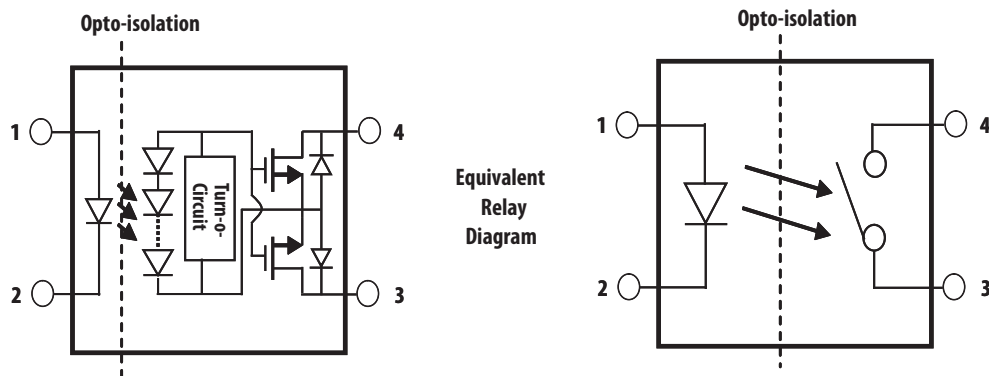 Opto-isolation
1
2
Turn-o-
Circuit
4
3
Equivalent
Relay
Diagram
Opto-isolation
1
2
4
3